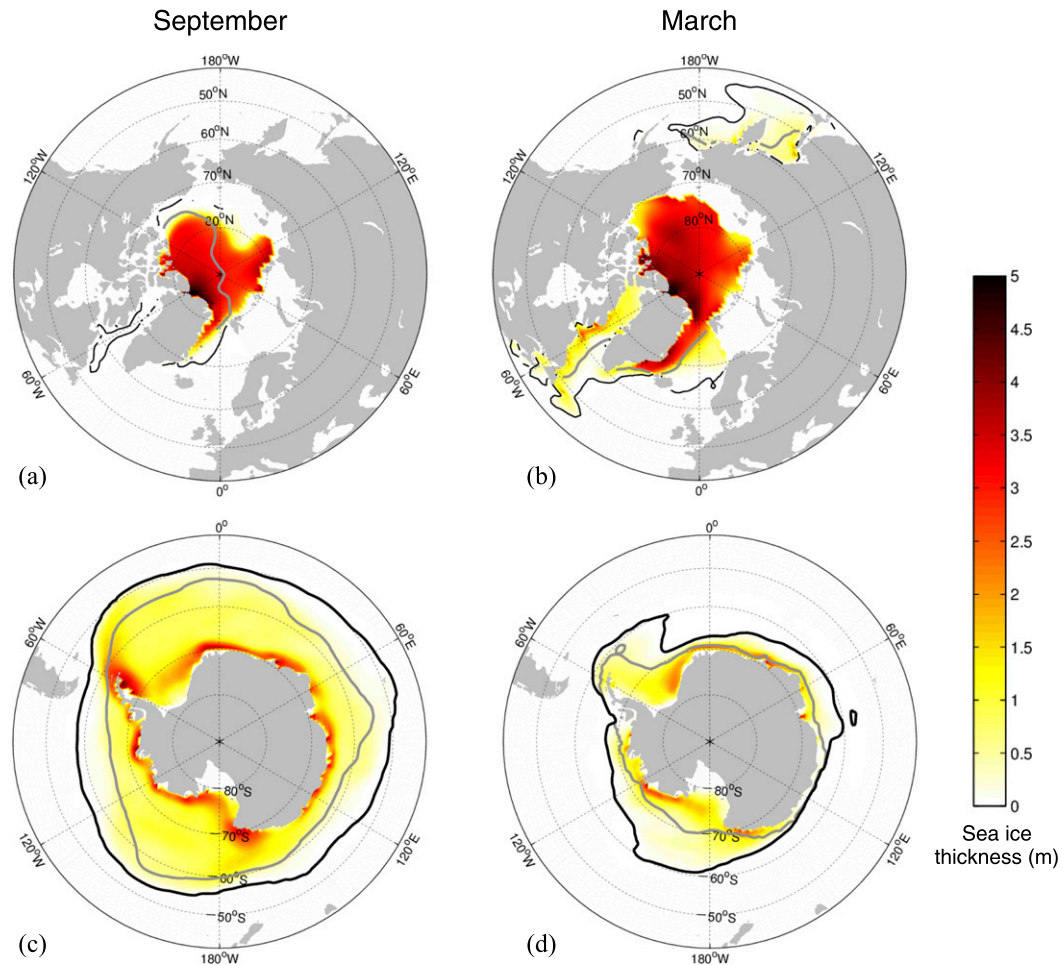 September March
180°W
50°N
60°N
70°N
80°N
120°W
120°E
60°W
60°E
0°
(a)
180°W
50°N
60°N
70°N
80°N
120°W
120°E
60°W
60°E
0°
(b)
5
4.5
4
3.5
3
2.5
2
1.5
1
0.5
0
Sea ice
thickness (m)
0°
60°W
60°E
80°S
70°S
60°S
50°S
120°W
120°E
180°W
(c)
0°
60°W
60°E
80°S
70°S
60°S
50°S
120°W
120°E
180°W
(d)